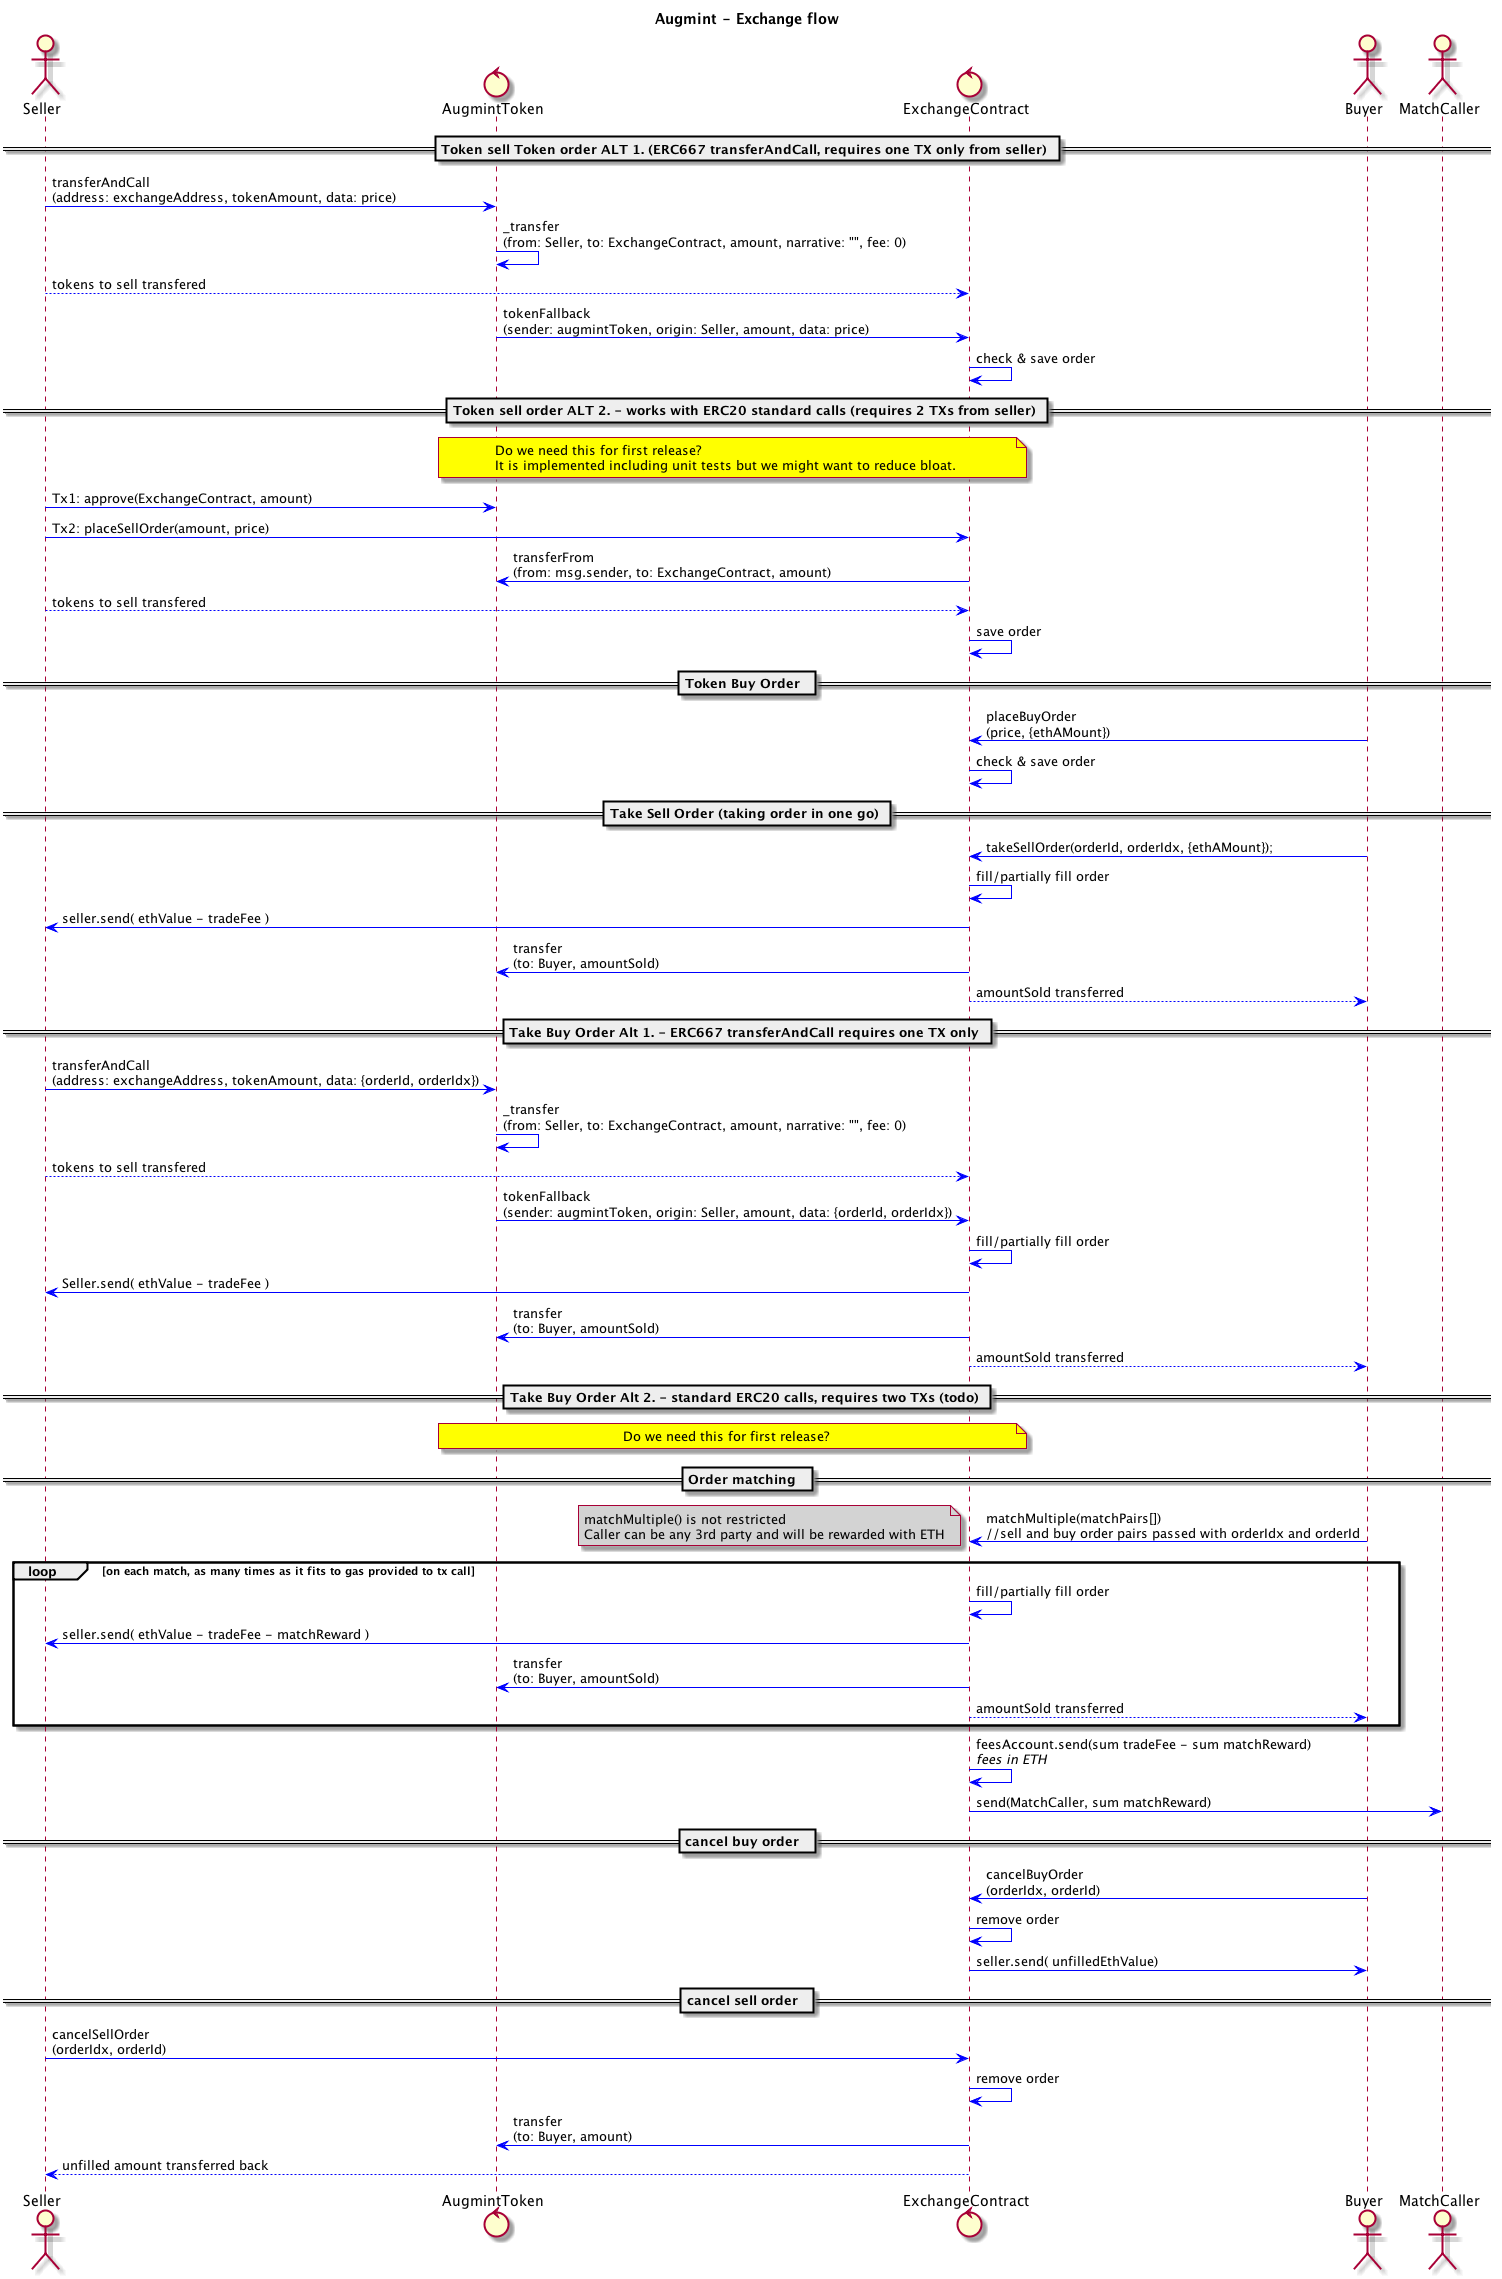 Augmint - Exchange flow
Seller
AugmintToken
ExchangeContract
Buyer
MatchCaller
Token sell Token order ALT 1. (ERC667 transferAndCall, requires one TX only from seller)
transferAndCall
(address: exchangeAddress, tokenAmount, data: price)
_transfer
(from: Seller, to: ExchangeContract, amount, narrative: "", fee: 0)
tokens to sell transfered
tokenFallback
(sender: augmintToken, origin: Seller, amount, data: price)
check & save order
Token sell order ALT 2. - works with ERC20 standard calls (requires 2 TXs from seller)
Do we need this for first release?
It is implemented including unit tests but we might want to reduce bloat.
Tx1: approve(ExchangeContract, amount)
Tx2: placeSellOrder(amount, price)
transferFrom
(from: msg.sender, to: ExchangeContract, amount)
tokens to sell transfered
save order
Token Buy Order
placeBuyOrder
(price, {ethAMount})
check & save order
Take Sell Order (taking order in one go)
takeSellOrder(orderId, orderIdx, {ethAMount});
fill/partially fill order
seller.send( ethValue - tradeFee )
transfer
(to: Buyer, amountSold)
amountSold transferred
Take Buy Order Alt 1. - ERC667 transferAndCall requires one TX only
transferAndCall
(address: exchangeAddress, tokenAmount, data: {orderId, orderIdx})
_transfer
(from: Seller, to: ExchangeContract, amount, narrative: "", fee: 0)
tokens to sell transfered
tokenFallback
(sender: augmintToken, origin: Seller, amount, data: {orderId, orderIdx})
fill/partially fill order
Seller.send( ethValue - tradeFee )
transfer
(to: Buyer, amountSold)
amountSold transferred
Take Buy Order Alt 2. - standard ERC20 calls, requires two TXs (todo)
Do we need this for first release?
Order matching
matchMultiple() is not restricted
Caller can be any 3rd party and will be rewarded with ETH
matchMultiple(matchPairs[])
//sell and buy order pairs passed with orderIdx and orderId
loop
[on each match, as many times as it fits to gas provided to tx call]
fill/partially fill order
seller.send( ethValue - tradeFee - matchReward )
transfer
(to: Buyer, amountSold)
amountSold transferred
feesAccount.send(sum tradeFee - sum matchReward)
fees in ETH
send(MatchCaller, sum matchReward)
cancel buy order
cancelBuyOrder
(orderIdx, orderId)
remove order
seller.send( unfilledEthValue)
cancel sell order
cancelSellOrder
(orderIdx, orderId)
remove order
transfer
(to: Buyer, amount)
unfilled amount transferred back
Seller
AugmintToken
ExchangeContract
Buyer
MatchCaller